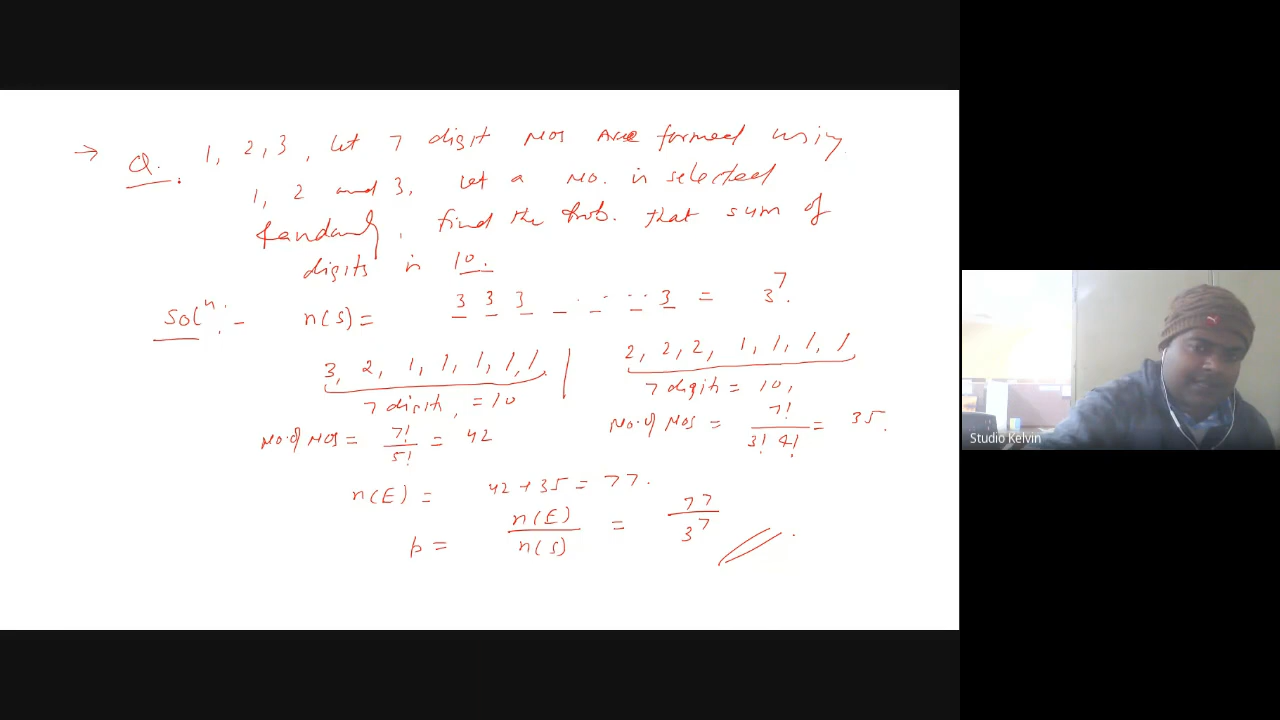 → Q. 1, 2, 3, Let 7 digit Nos Are formed using
1, 2 and 3. Let a No. is selected
Randomly. find the Prob. that sum of
digits is 10.
Solⁿ:- n(S) = 3 3 3 _ _ _ 3 = 3⁷.
3, 2, 1, 1, 1, 1, 1 | 2, 2, 2, 1, 1, 1, 1
7 digit, = 10 7 digit = 10,
No. of Nos = 7!/5! = 42 No. of Nos = 7!/3! 4! = 35.
n(E) = 42 + 35 = 77.
p = n(E)/n(S) = 77/3⁷
Studio Kelvin